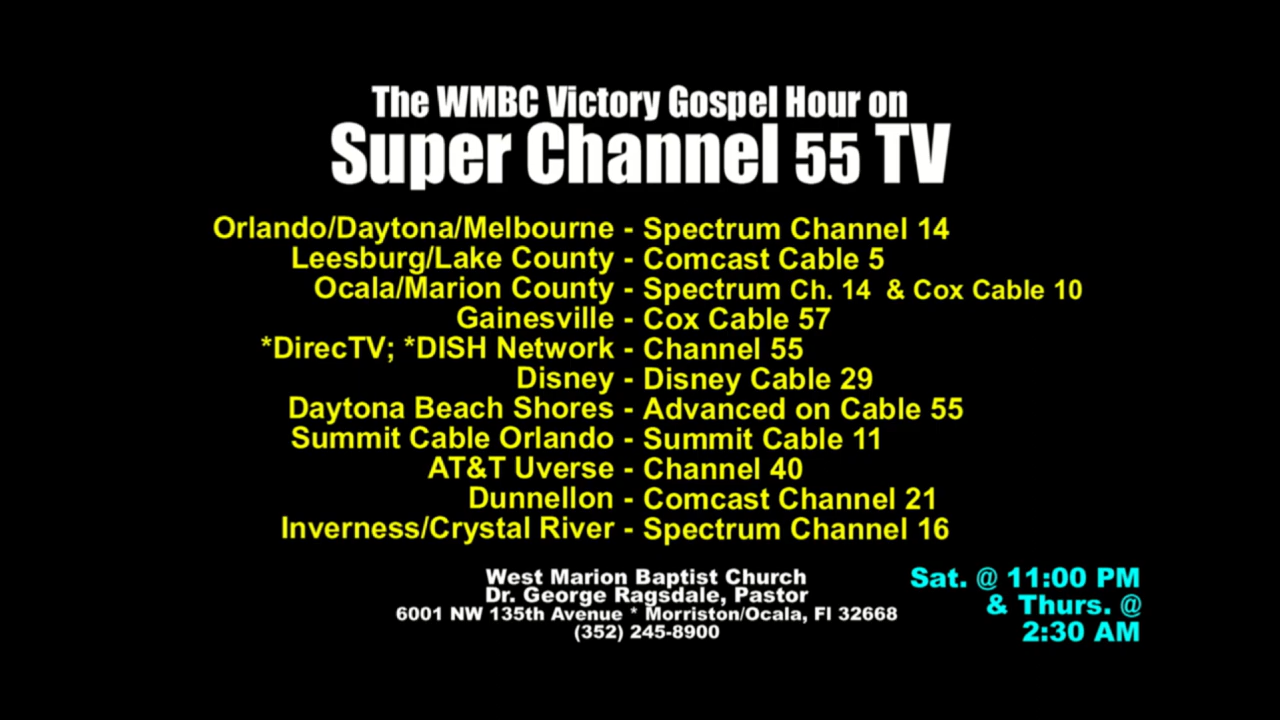 The WMBC Victory Gospel Hour on
Super Channel 55 TV
Orlando/Daytona/Melbourne - Spectrum Channel 14
Leesburg/Lake County - Comcast Cable 5
Ocala/Marion County - Spectrum Ch. 14 & Cox Cable 10
Gainesville - Cox Cable 57
*DirecTV; *DISH Network - Channel 55
Disney - Disney Cable 29
Daytona Beach Shores - Advanced on Cable 55
Summit Cable Orlando - Summit Cable 11
AT&T Uverse - Channel 40
Dunnellon - Comcast Channel 21
Inverness/Crystal River - Spectrum Channel 16
West Marion Baptist Church
Dr. George Ragsdale, Pastor
6001 NW 135th Avenue * Morriston/Ocala, Fl 32668
(352) 245-8900
Sat. @ 11:00 PM
& Thurs. @
2:30 AM